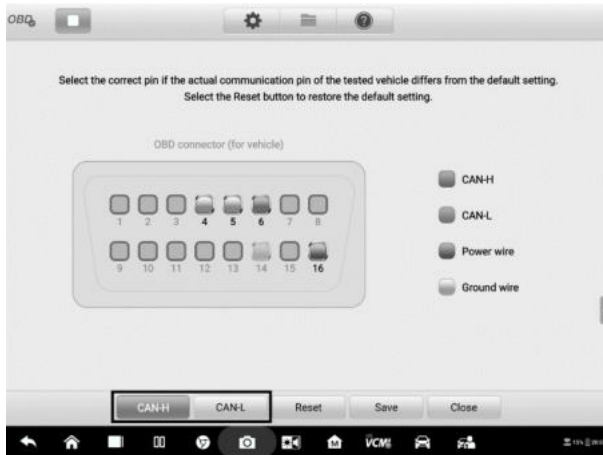 OBD
Select the correct pin if the actual communication pin of the tested vehicle differs from the default setting.
Select the Reset button to restore the default setting.
OBD connector (for vehicle)
1 2 3 4 5 6 7 8
9 10 11 12 13 14 15 16
CAN-H
CAN-L
Power wire
Ground wire
CAN-H CAN-L Reset Save Close
VCMI